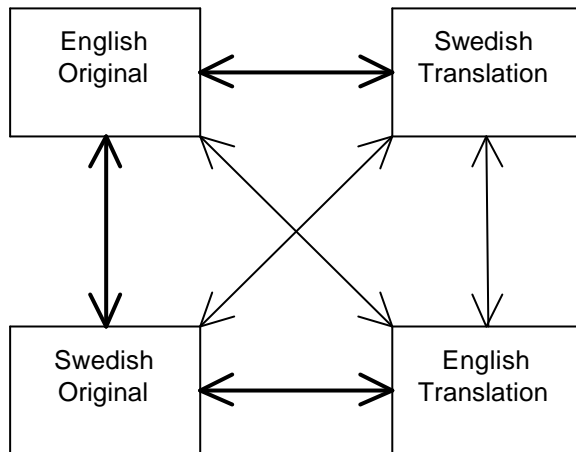 English
Original
Swedish
Translation
Swedish
Original
English
Translation